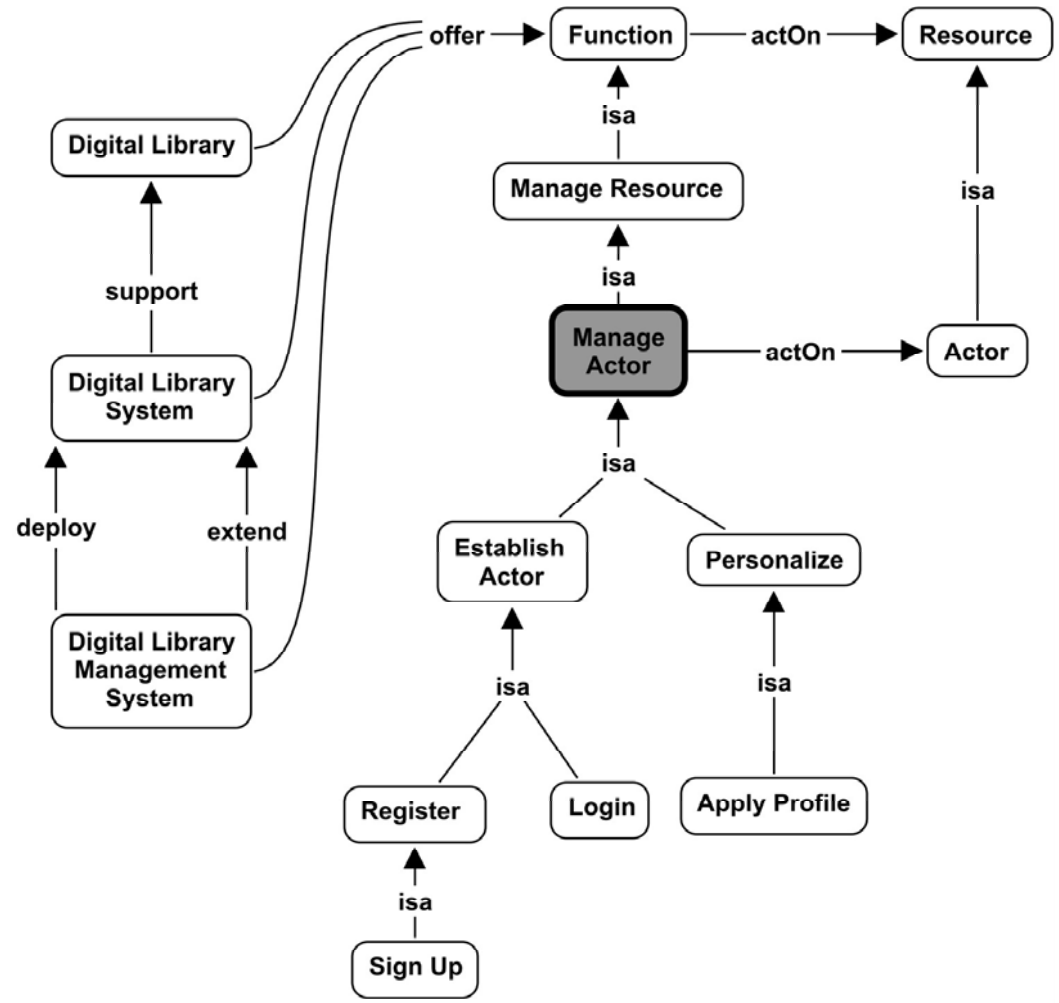 offer
Function
actOn
Resource
Digital Library
isa
Manage Resource
isa
support
isa
Manage
Actor
actOn
Actor
Digital Library
System
isa
deploy
extend
Establish
Actor
Personalize
Digital Library
Management
System
isa
isa
Register
Login
Apply Profile
isa
Sign Up